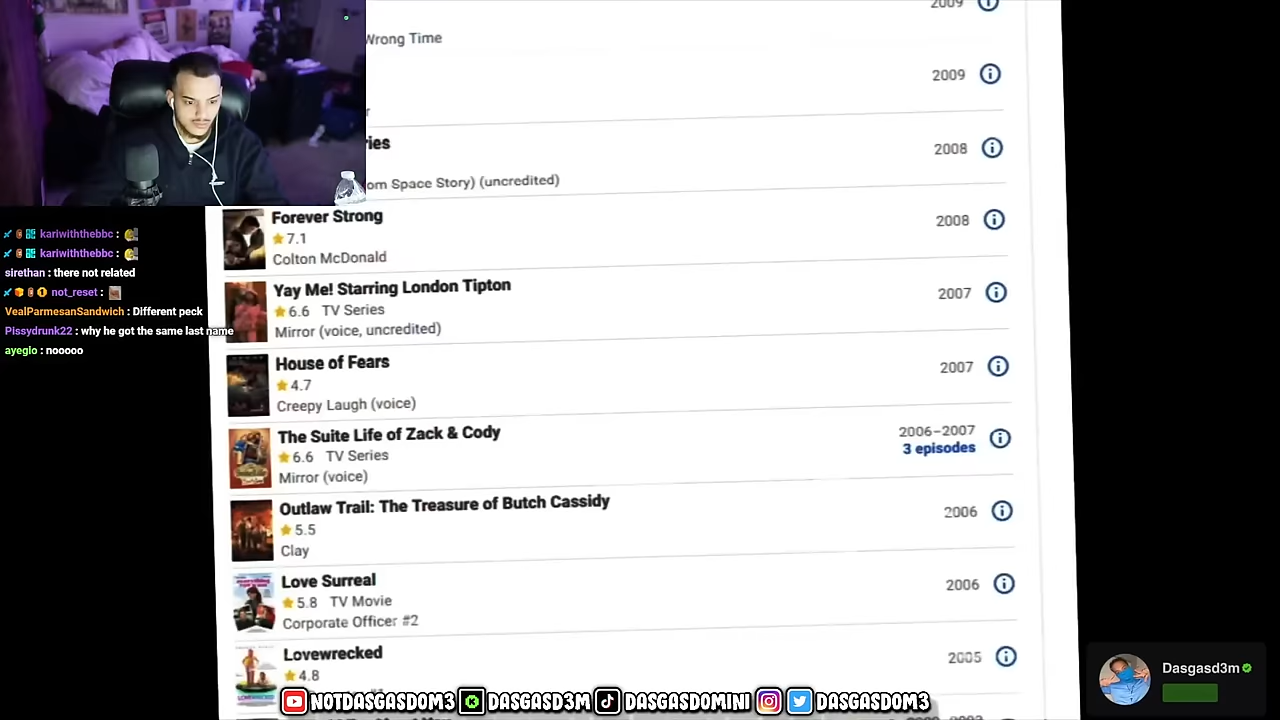 2009
Wrong Time
2009
r
ries
2008
om Space Story) (uncredited)
Forever Strong
7.1
2008
Colton McDonald
Yay Me! Starring London Tipton
6.6 TV Series
2007
Mirror (voice, uncredited)
House of Fears
4.7
2007
Creepy Laugh (voice)
The Suite Life of Zack & Cody
6.6 TV Series
2006–2007
3 episodes
Mirror (voice)
Outlaw Trail: The Treasure of Butch Cassidy
5.5
2006
Clay
Love Surreal
5.8 TV Movie
2006
Corporate Officer #2
Lovewrecked
4.8
2005
kariwiththebbc :
kariwiththebbc :
sirethan : there not related
not_reset :
VealParmesanSandwich : Different peck
Pissydrunk22 : why he got the same last name
ayeglo : nooooo
NOTDASGASDOM3 DASGASD3M DASGASDOMINI DASGASDOM3
Dasgasd3m